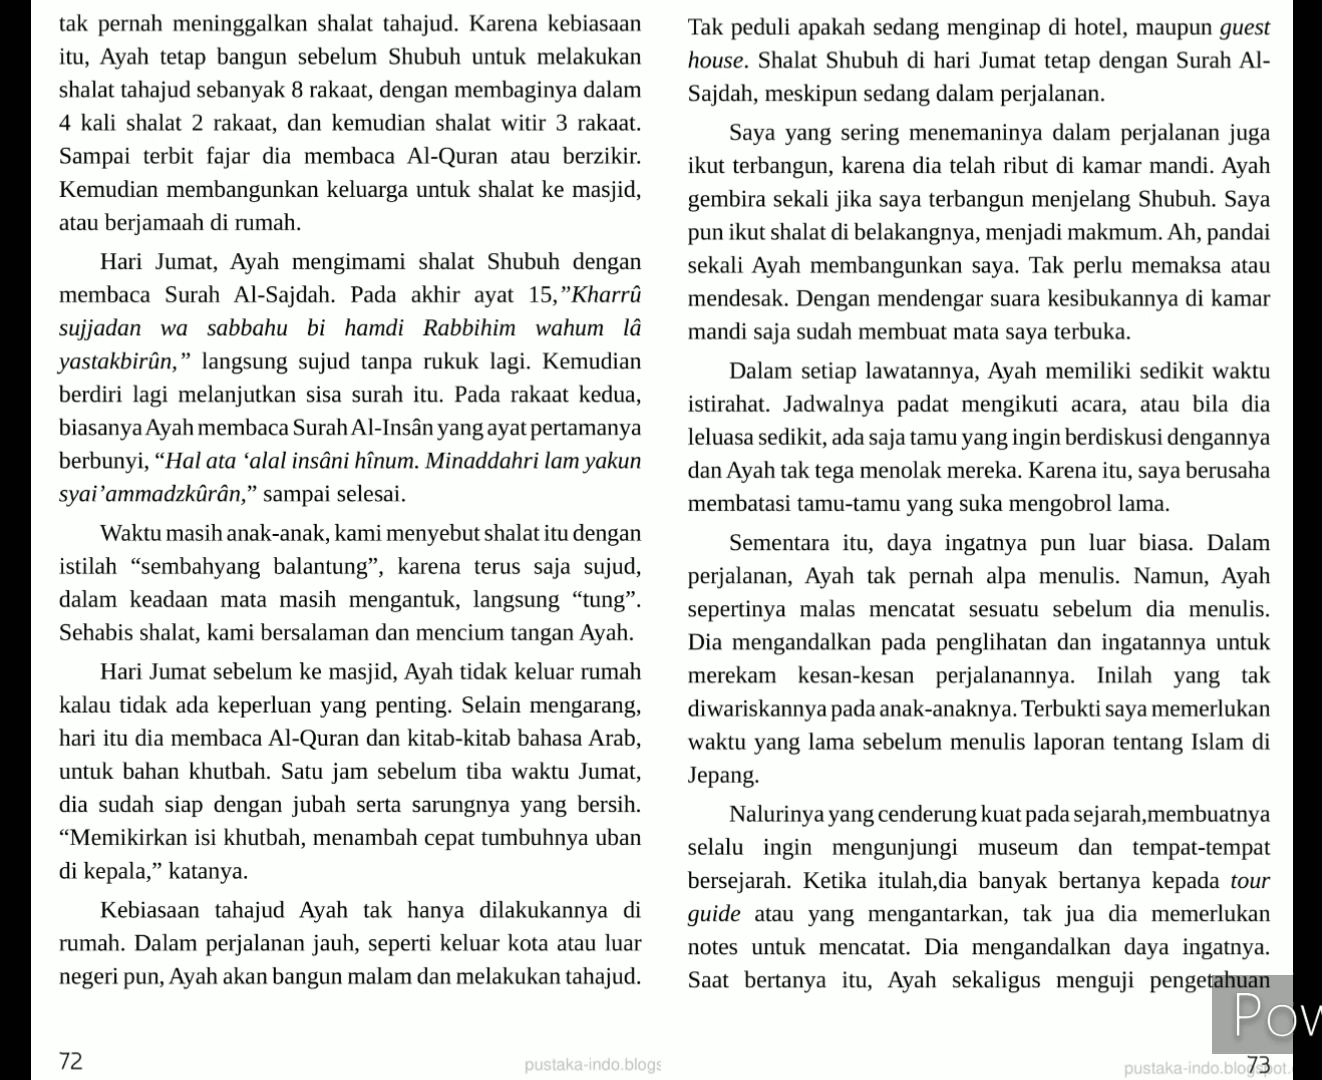 tak pernah meninggalkan shalat tahajud. Karena kebiasaan
itu, Ayah tetap bangun sebelum Shubuh untuk melakukan
shalat tahajud sebanyak 8 rakaat, dengan membaginya dalam
4 kali shalat 2 rakaat, dan kemudian shalat witir 3 rakaat.
Sampai terbit fajar dia membaca Al-Quran atau berzikir.
Kemudian membangunkan keluarga untuk shalat ke masjid,
atau berjamaah di rumah.
Hari Jumat, Ayah mengimami shalat Shubuh dengan
membaca Surah Al-Sajdah. Pada akhir ayat 15,”Kharrû
sujjadan wa sabbahu bi hamdi Rabbihim wahum lâ
yastakbirûn,” langsung sujud tanpa rukuk lagi. Kemudian
berdiri lagi melanjutkan sisa surah itu. Pada rakaat kedua,
biasanya Ayah membaca Surah Al-Insân yang ayat pertamanya
berbunyi, “Hal ata ‘alal insâni hînum. Minaddahri lam yakun
syai’ammadzkûrân,” sampai selesai.
Waktu masih anak-anak, kami menyebut shalat itu dengan
istilah “sembahyang balantung”, karena terus saja sujud,
dalam keadaan mata masih mengantuk, langsung “tung”.
Sehabis shalat, kami bersalaman dan mencium tangan Ayah.
Hari Jumat sebelum ke masjid, Ayah tidak keluar rumah
kalau tidak ada keperluan yang penting. Selain mengarang,
hari itu dia membaca Al-Quran dan kitab-kitab bahasa Arab,
untuk bahan khutbah. Satu jam sebelum tiba waktu Jumat,
dia sudah siap dengan jubah serta sarungnya yang bersih.
“Memikirkan isi khutbah, menambah cepat tumbuhnya uban
di kepala,” katanya.
Kebiasaan tahajud Ayah tak hanya dilakukannya di
rumah. Dalam perjalanan jauh, seperti keluar kota atau luar
negeri pun, Ayah akan bangun malam dan melakukan tahajud.
72
pustaka-indo.blogs
Tak peduli apakah sedang menginap di hotel, maupun guest
house. Shalat Shubuh di hari Jumat tetap dengan Surah Al-
Sajdah, meskipun sedang dalam perjalanan.
Saya yang sering menemaninya dalam perjalanan juga
ikut terbangun, karena dia telah ribut di kamar mandi. Ayah
gembira sekali jika saya terbangun menjelang Shubuh. Saya
pun ikut shalat di belakangnya, menjadi makmum. Ah, pandai
sekali Ayah membangunkan saya. Tak perlu memaksa atau
mendesak. Dengan mendengar suara kesibukannya di kamar
mandi saja sudah membuat mata saya terbuka.
Dalam setiap lawatannya, Ayah memiliki sedikit waktu
istirahat. Jadwalnya padat mengikuti acara, atau bila dia
leluasa sedikit, ada saja tamu yang ingin berdiskusi dengannya
dan Ayah tak tega menolak mereka. Karena itu, saya berusaha
membatasi tamu-tamu yang suka mengobrol lama.
Sementara itu, daya ingatnya pun luar biasa. Dalam
perjalanan, Ayah tak pernah alpa menulis. Namun, Ayah
sepertinya malas mencatat sesuatu sebelum dia menulis.
Dia mengandalkan pada penglihatan dan ingatannya untuk
merekam kesan-kesan perjalanannya. Inilah yang tak
diwariskannya pada anak-anaknya. Terbukti saya memerlukan
waktu yang lama sebelum menulis laporan tentang Islam di
Jepang.
Nalurinya yang cenderung kuat pada sejarah,membuatnya
selalu ingin mengunjungi museum dan tempat-tempat
bersejarah. Ketika itulah,dia banyak bertanya kepada tour
guide atau yang mengantarkan, tak jua dia memerlukan
notes untuk mencatat. Dia mengandalkan daya ingatnya.
Saat bertanya itu, Ayah sekaligus menguji pengetahuan
Pow
pustaka-indo.blogspot.
73